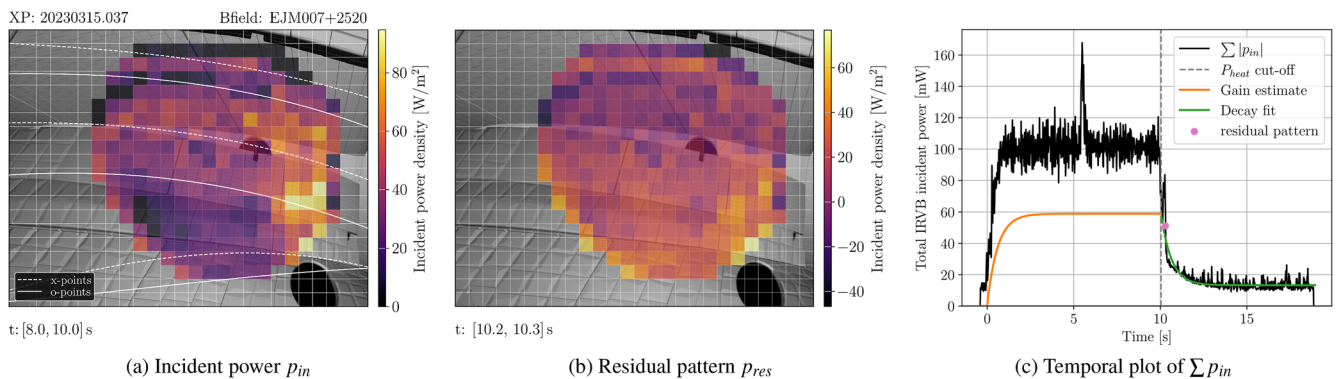 XP: 20230315.037
Bfield: EJM007+2520
x-points
o-points
t: [8.0, 10.0] s
80
60
40
20
0
Incident power density [W/m²]
(a) Incident power p_in
t: [10.2, 10.3] s
60
40
20
0
−20
−40
Incident power density [W/m²]
(b) Residual pattern p_res
160
140
120
100
80
60
40
20
0
Total IRVB incident power [mW]
∑ |p_in|
P_heat cut-off
Gain estimate
Decay fit
residual pattern
0
5
10
15
Time [s]
(c) Temporal plot of ∑ p_in